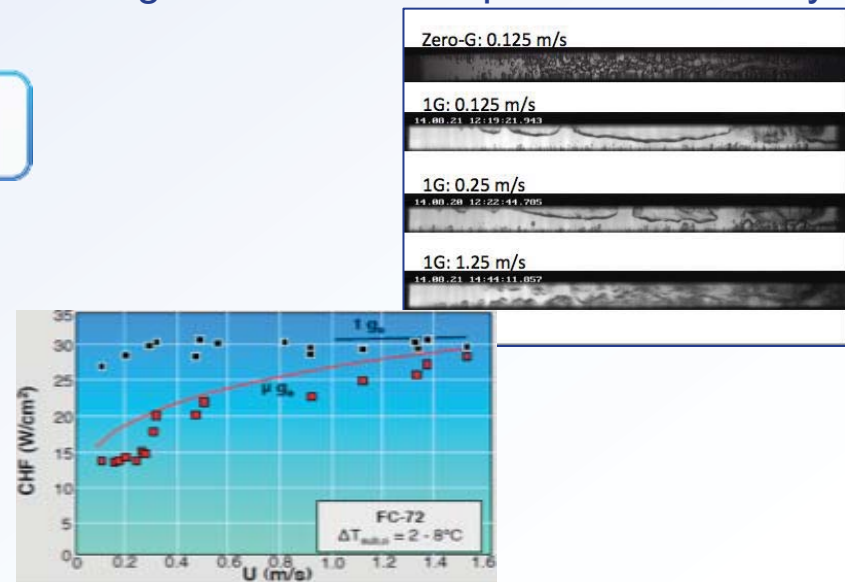 Zero-G: 0.125 m/s
1G: 0.125 m/s
14.08.21 12:19:21.943
1G: 0.25 m/s
14.08.20 12:22:44.705
1G: 1.25 m/s
14.08.21 14:44:11.057
35
30
25
20
15
10
5
0
CHF (W/cm²)
1 gₑ
μ gₑ
FC-72
= 2 - 8°C
0 0.2 0.4 0.6 0.8 1.0 1.2 1.4 1.6
U (m/s)